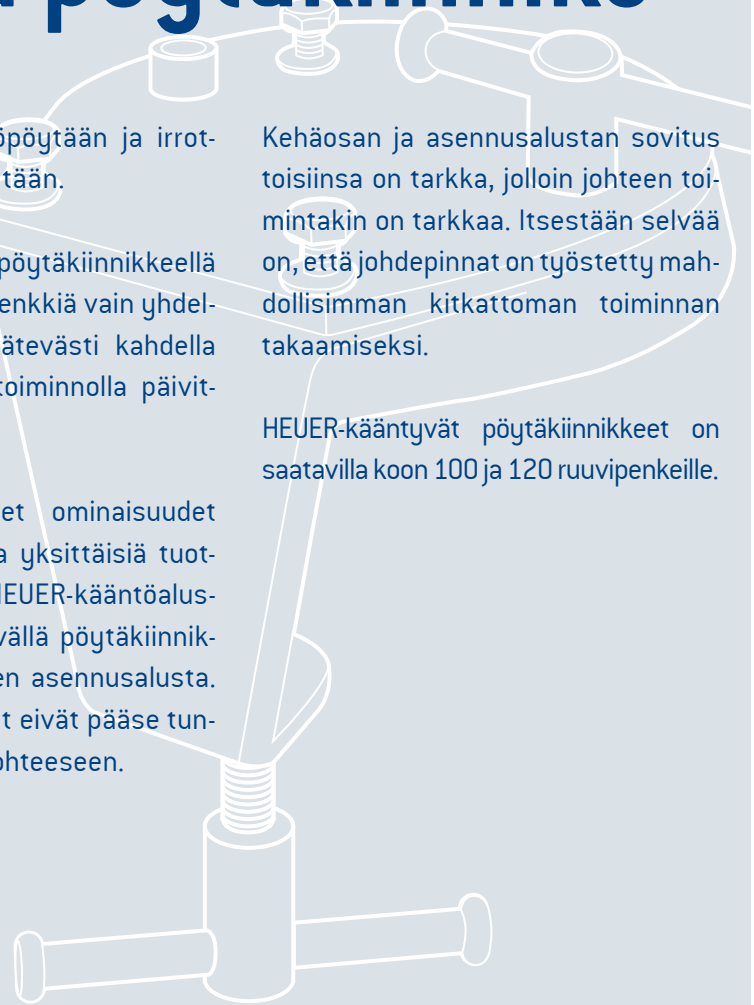 pöytäkiinnike
öpöytään ja irrot-
tään.
pöytäkiinnikkeellä
enkkiä vain yhdel-
ätevästi kahdella
toiminnolla päivit-
et ominaisuudet
a yksittäisiä tuot-
HEUER-kääntöalus-
vällä pöytäkiinnik-
en asennusalusta.
t eivät pääse tun-
ohteeseen.
Kehäosan ja asennusalustan sovitus
toisiinsa on tarkka, jolloin johteen toi-
mintakin on tarkkaa. Itsestään selvää
on, että johdepinnat on työstetty mah-
dollisimman kitkattoman toiminnan
takaamiseksi.
HEUER-kääntyvät pöytäkiinnikkeet on
saatavilla koon 100 ja 120 ruuvipenkeille.